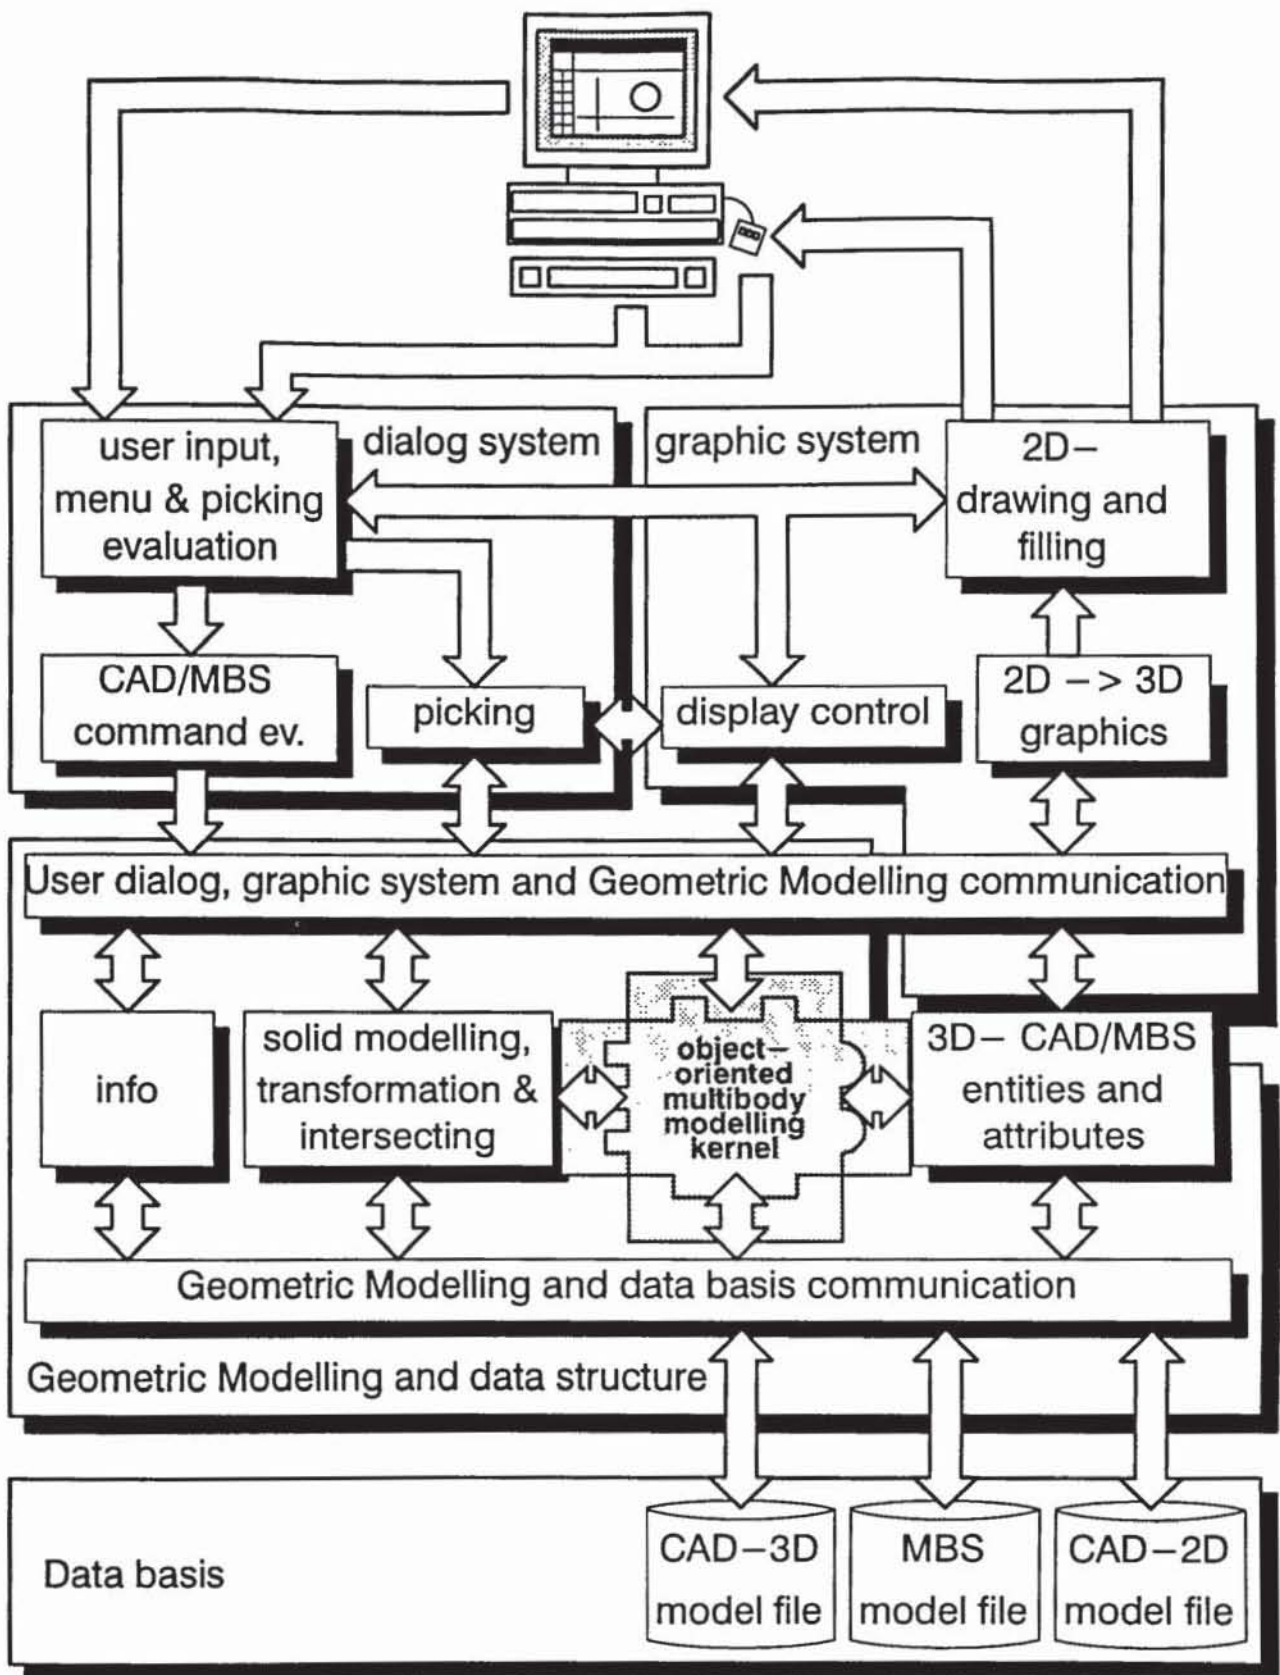 user input,
menu & picking
evaluation
dialog system
graphic system
2D–
drawing and
filling
CAD/MBS
command ev.
picking
display control
2D –> 3D
graphics
User dialog, graphic system and Geometric Modelling communication
info
solid modelling,
transformation &
intersecting
object–
oriented
multibody
modelling
kernel
3D– CAD/MBS
entities and
attributes
Geometric Modelling and data basis communication
Geometric Modelling and data structure
Data basis
CAD–3D
model file
MBS
model file
CAD–2D
model file